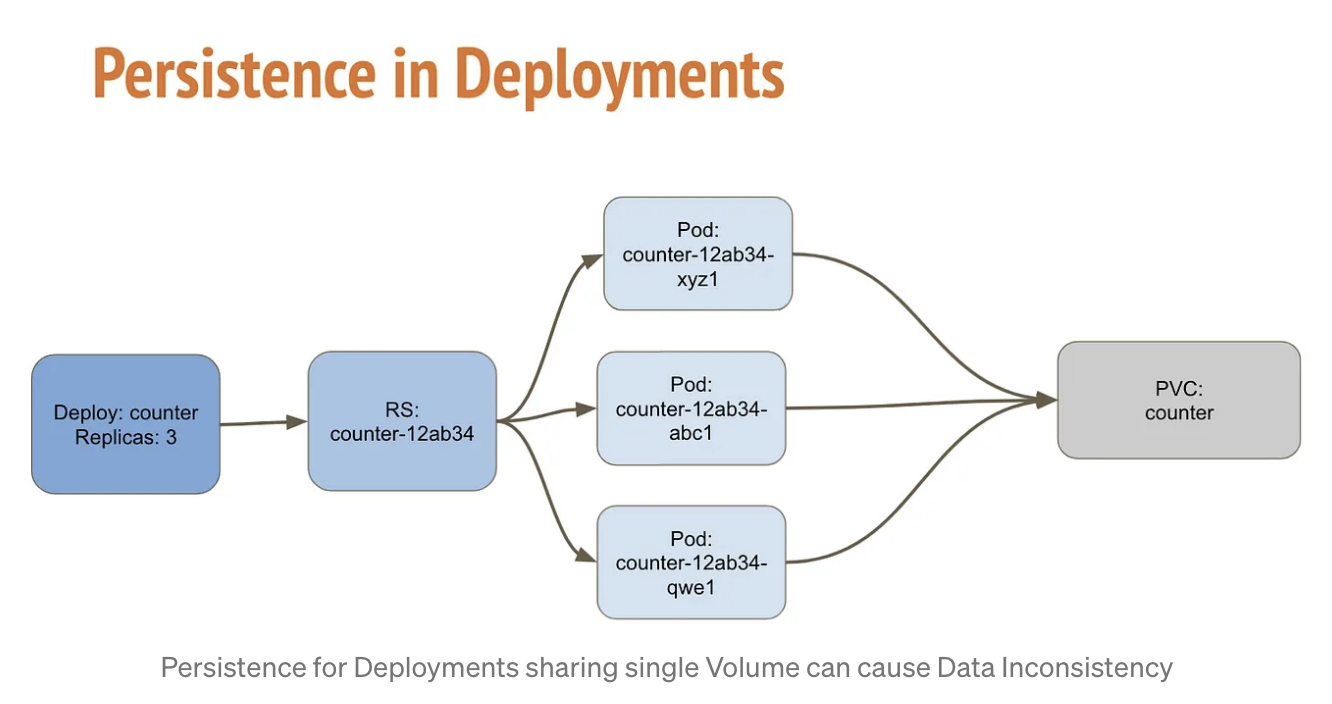 Persistence in Deployments
Deploy: counter
Replicas: 3
RS:
counter-12ab34
Pod:
counter-12ab34-
xyz1
Pod:
counter-12ab34-
abc1
Pod:
counter-12ab34-
qwe1
PVC:
counter
Persistence for Deployments sharing single Volume can cause Data Inconsistency